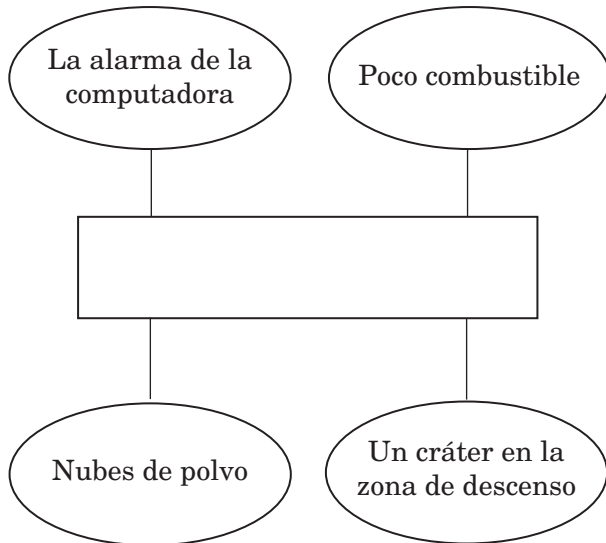 La alarma de la
computadora
Poco combustible
Nubes de polvo
Un cráter en la
zona de descenso